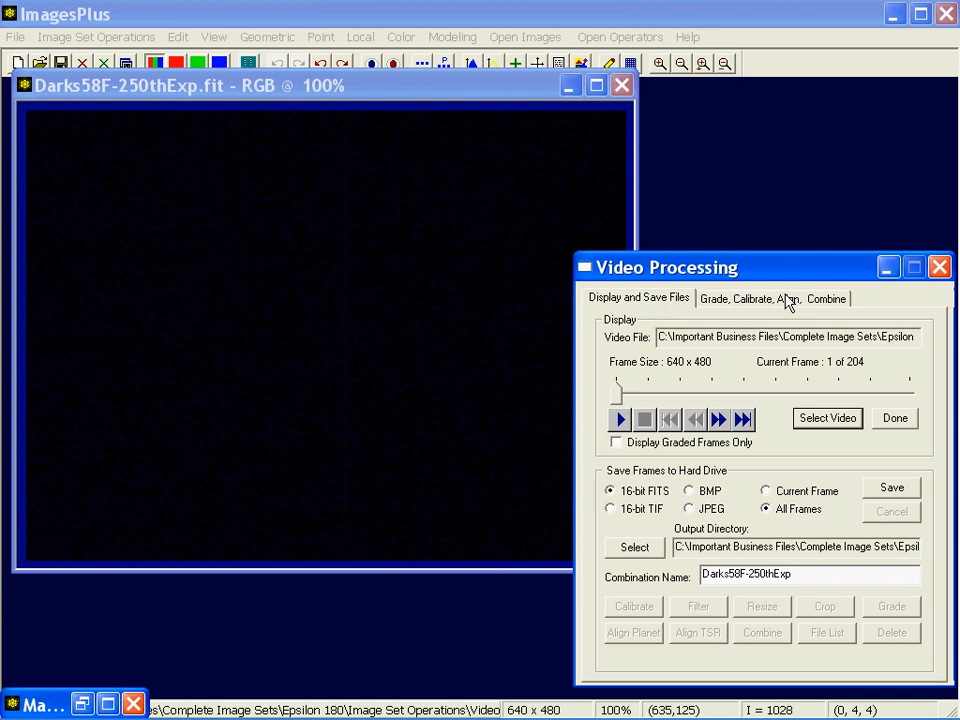 ImagesPlus
File Image Set Operations Edit View Geometric Point Local Color Modeling Open Images Open Operators Help
Darks58F-250thExp.fit - RGB @ 100%
Video Processing
Display and Save Files Grade, Calibrate, Align, Combine
Display
Video File: C:\Important Business Files\Complete Image Sets\Epsilon
Frame Size : 640 x 480 Current Frame : 1 of 204
Select Video Done
Display Graded Frames Only
Save Frames to Hard Drive
16-bit FITS BMP Current Frame Save
16-bit TIF JPEG All Frames Cancel
Output Directory:
Select C:\Important Business Files\Complete Image Sets\Epsil
Combination Name: Darks58F-250thExp
Calibrate Filter Resize Crop Grade
Align Planet Align TSR Combine File List Delete
Ma... es\Complete Image Sets\Epsilon 180\Image Set Operations\Video 640 x 480 100% (635,125) I = 1028 (0, 4, 4)